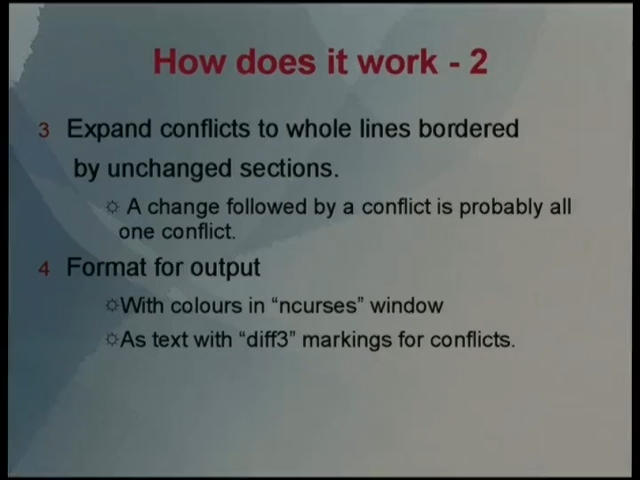 How does it work - 2
3 Expand conflicts to whole lines bordered
by unchanged sections.
☼ A change followed by a conflict is probably all
one conflict.
4 Format for output
☼With colours in “ncurses” window
☼As text with “diff3” markings for conflicts.